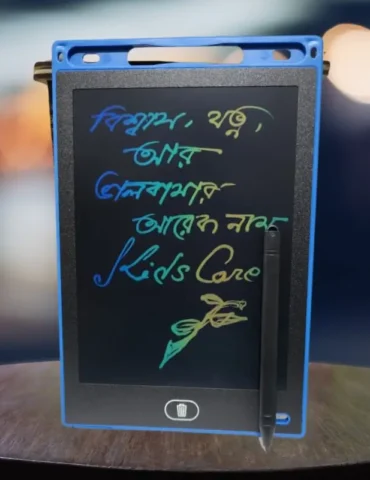 বিশ্বাস, যত্ন,
আর
ভালবাসার
আরেক নাম
Kids Care